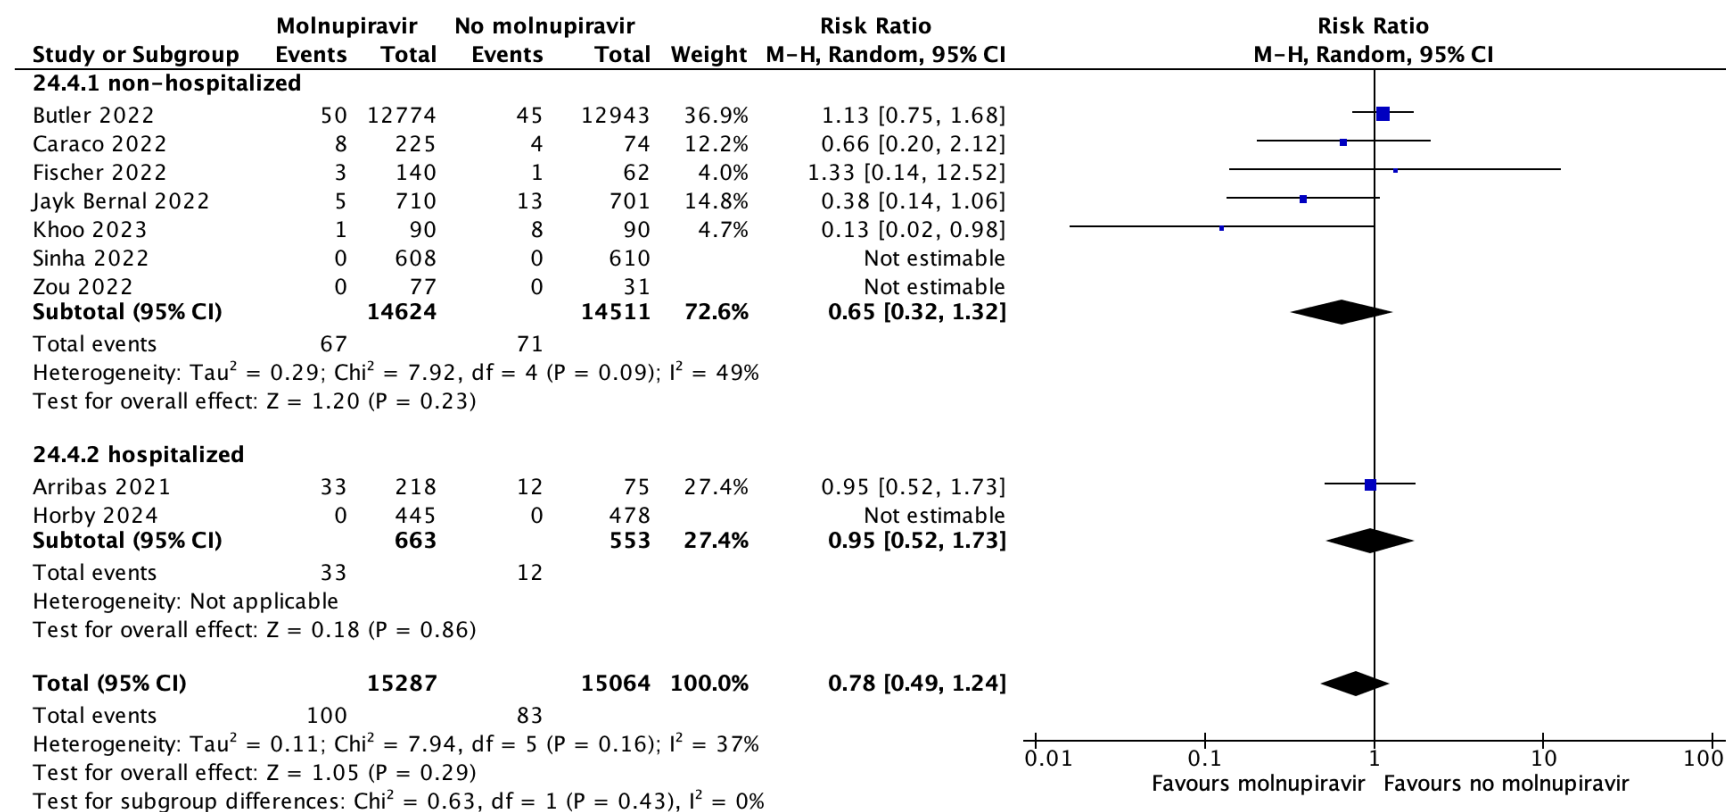 Molnupiravir No molnupiravir Risk Ratio Risk Ratio
Study or Subgroup Events Total Events Total Weight M-H, Random, 95% CI M-H, Random, 95% CI
24.4.1 non-hospitalized
Butler 2022 50 12774 45 12943 36.9% 1.13 [0.75, 1.68]
Caraco 2022 8 225 4 74 12.2% 0.66 [0.20, 2.12]
Fischer 2022 3 140 1 62 4.0% 1.33 [0.14, 12.52]
Jayk Bernal 2022 5 710 13 701 14.8% 0.38 [0.14, 1.06]
Khoo 2023 1 90 8 90 4.7% 0.13 [0.02, 0.98]
Sinha 2022 0 608 0 610 Not estimable
Zou 2022 0 77 0 31 Not estimable
Subtotal (95% CI) 14624 14511 72.6% 0.65 [0.32, 1.32]
Total events 67 71
Heterogeneity: Tau² = 0.29; Chi² = 7.92, df = 4 (P = 0.09); I² = 49%
Test for overall effect: Z = 1.20 (P = 0.23)
24.4.2 hospitalized
Arribas 2021 33 218 12 75 27.4% 0.95 [0.52, 1.73]
Horby 2024 0 445 0 478 Not estimable
Subtotal (95% CI) 663 553 27.4% 0.95 [0.52, 1.73]
Total events 33 12
Heterogeneity: Not applicable
Test for overall effect: Z = 0.18 (P = 0.86)
Total (95% CI) 15287 15064 100.0% 0.78 [0.49, 1.24]
Total events 100 83
Heterogeneity: Tau² = 0.11; Chi² = 7.94, df = 5 (P = 0.16); I² = 37%
Test for overall effect: Z = 1.05 (P = 0.29)
Test for subgroup differences: Chi² = 0.63, df = 1 (P = 0.43), I² = 0%
0.01 0.1 1 10 100
Favours molnupiravir Favours no molnupiravir